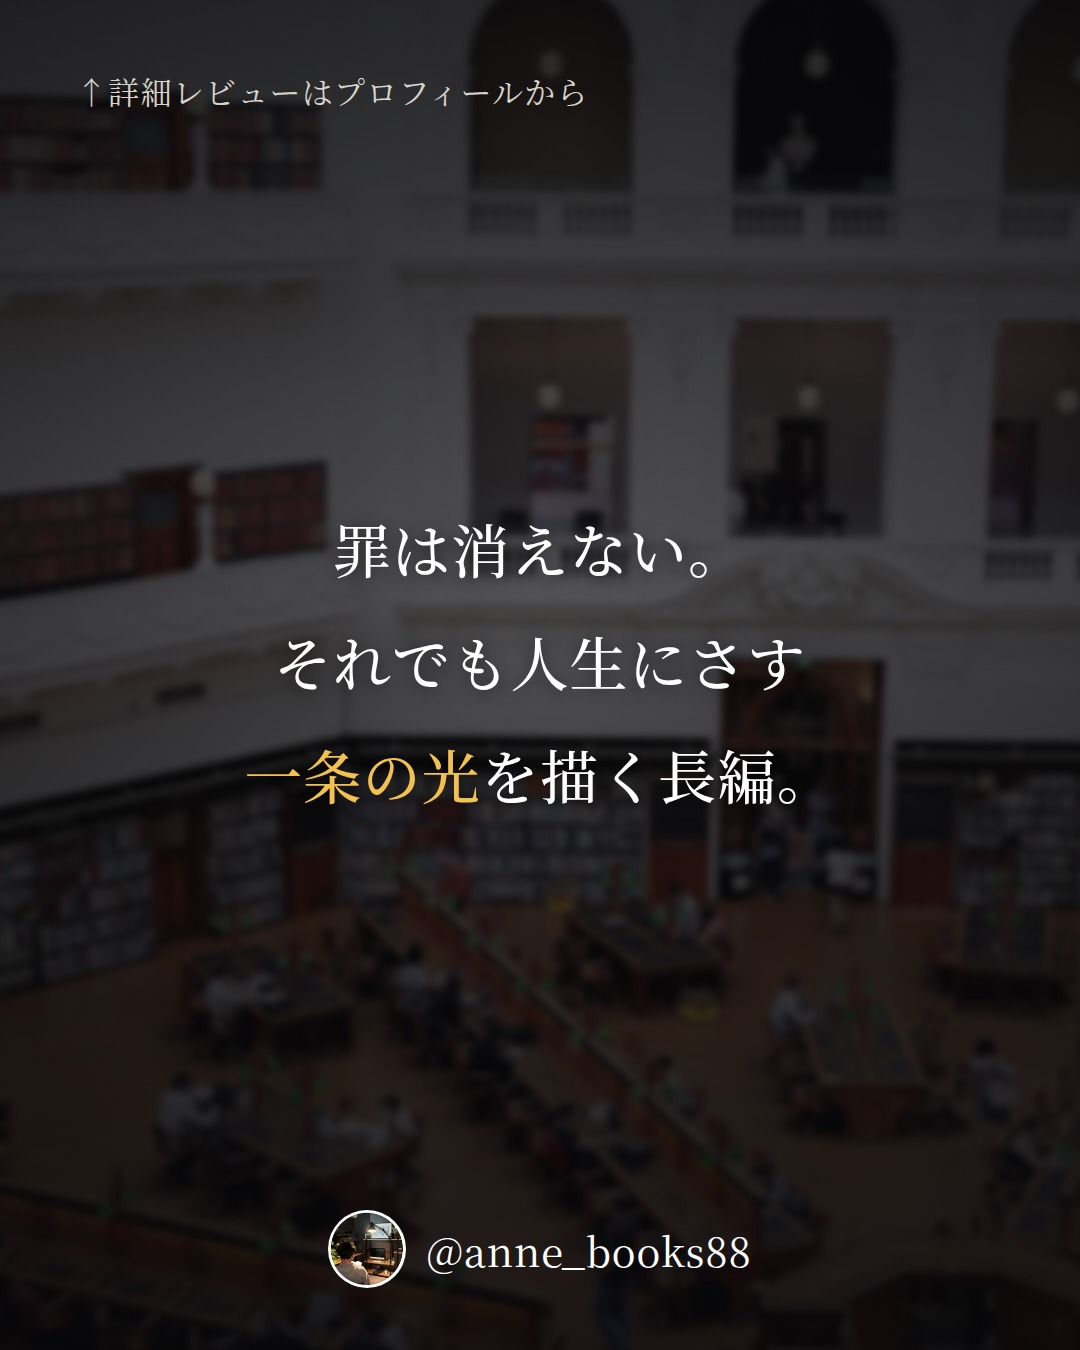 ↑詳細レビューはプロフィールから
罪は消えない。
それでも人生にさす
一条の光を描く長編。
@anne_books88